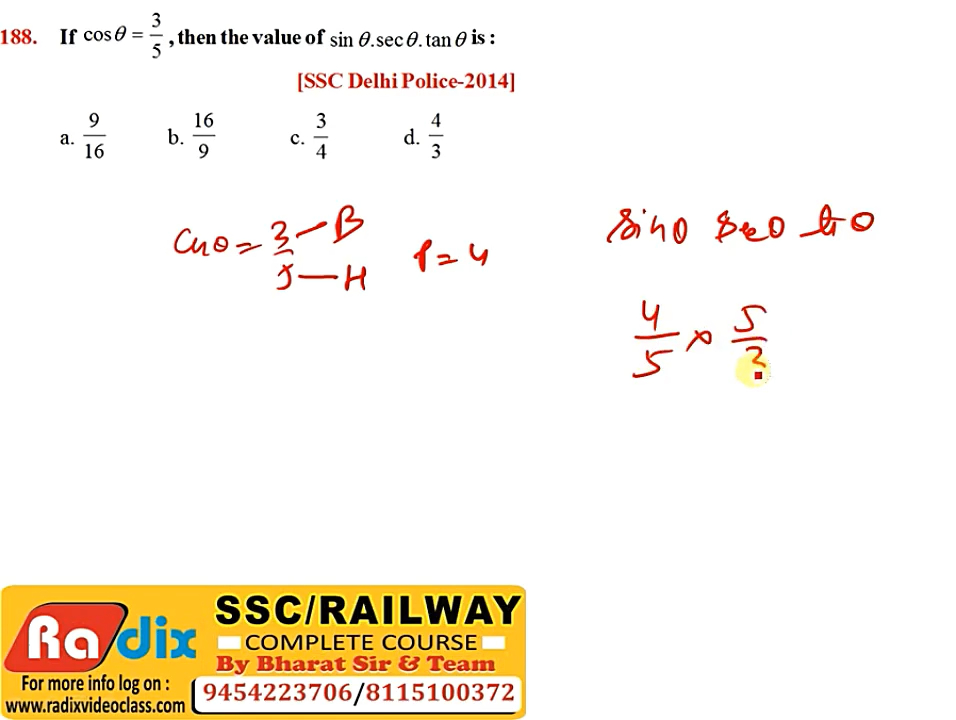 188. If cosθ = 3/5, then the value of sin θ.sec θ.tan θ is :
[SSC Delhi Police-2014]
a. 9/16 b. 16/9 c. 3/4 d. 4/3
Cosθ = 3/5 B H P = 4
sinθ secθ tanθ
4/5 × 5/3
Radix
SSC/RAILWAY
COMPLETE COURSE
By Bharat Sir & Team
For more info log on :
www.radixvideoclass.com
9454223706/8115100372